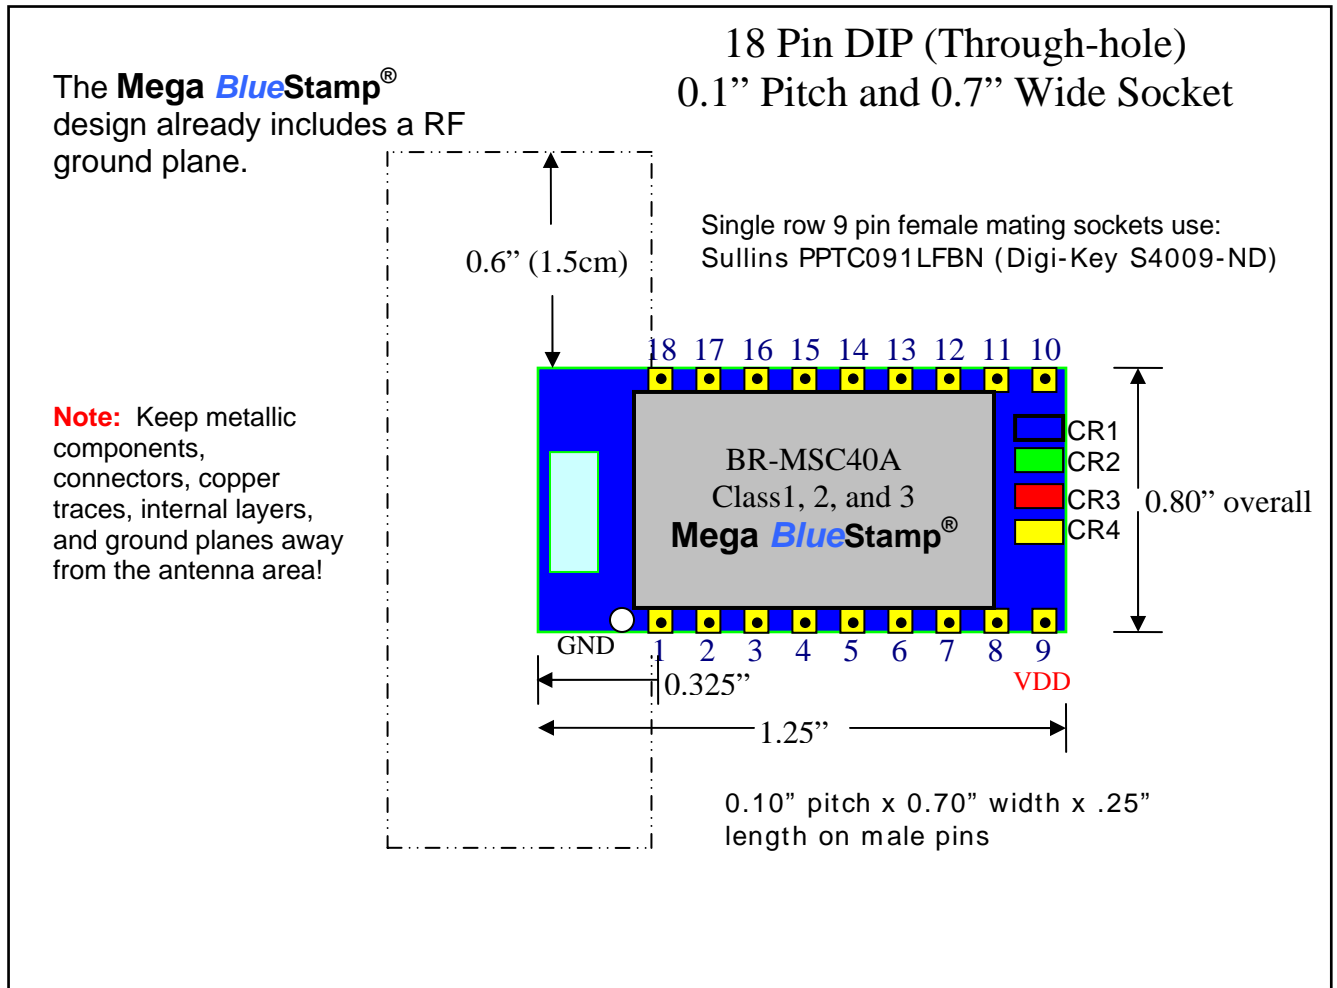 18 Pin DIP (Through-hole)
0.1” Pitch and 0.7” Wide Socket
The Mega BlueStamp®
design already includes a RF
ground plane.
Single row 9 pin female mating sockets use:
Sullins PPTC091LFBN (Digi-Key S4009-ND)
0.6” (1.5cm)
18 17 16 15 14 13 12 11 10
Note: Keep metallic
components,
connectors, copper
traces, internal layers,
and ground planes away
from the antenna area!
BR-MSC40A
Class1, 2, and 3
Mega BlueStamp®
CR1
CR2
CR3
CR4
0.80” overall
GND
1 2 3 4 5 6 7 8 9
VDD
0.325”
1.25”
0.10” pitch x 0.70” width x .25”
length on male pins